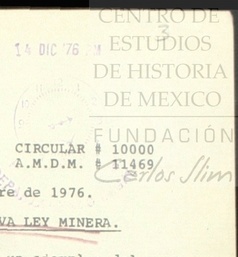 CENTRO DE
3
14 DIC '76
ESTUDIOS
DE HISTORIA
DE MEXICO
FUNDACIÓN
CIRCULAR # 10000
A.M.D.M. # 11469
Carlos Slim
re de 1976.
VA LEY MINERA.